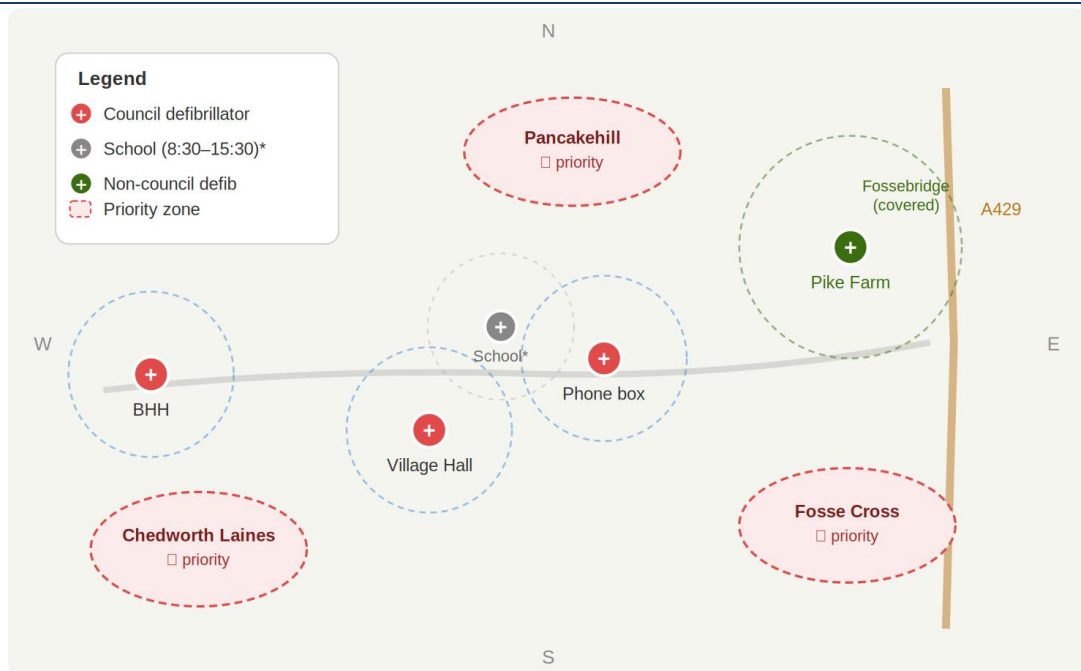 N
Legend
Council defibrillator
School (8:30–15:30)*
Non-council defib
Priority zone
Pancakehill
▯ priority
Fossebridge
(covered)
A429
Pike Farm
W
E
School*
Phone box
BHH
Village Hall
Chedworth Laines
▯ priority
Fosse Cross
▯ priority
S